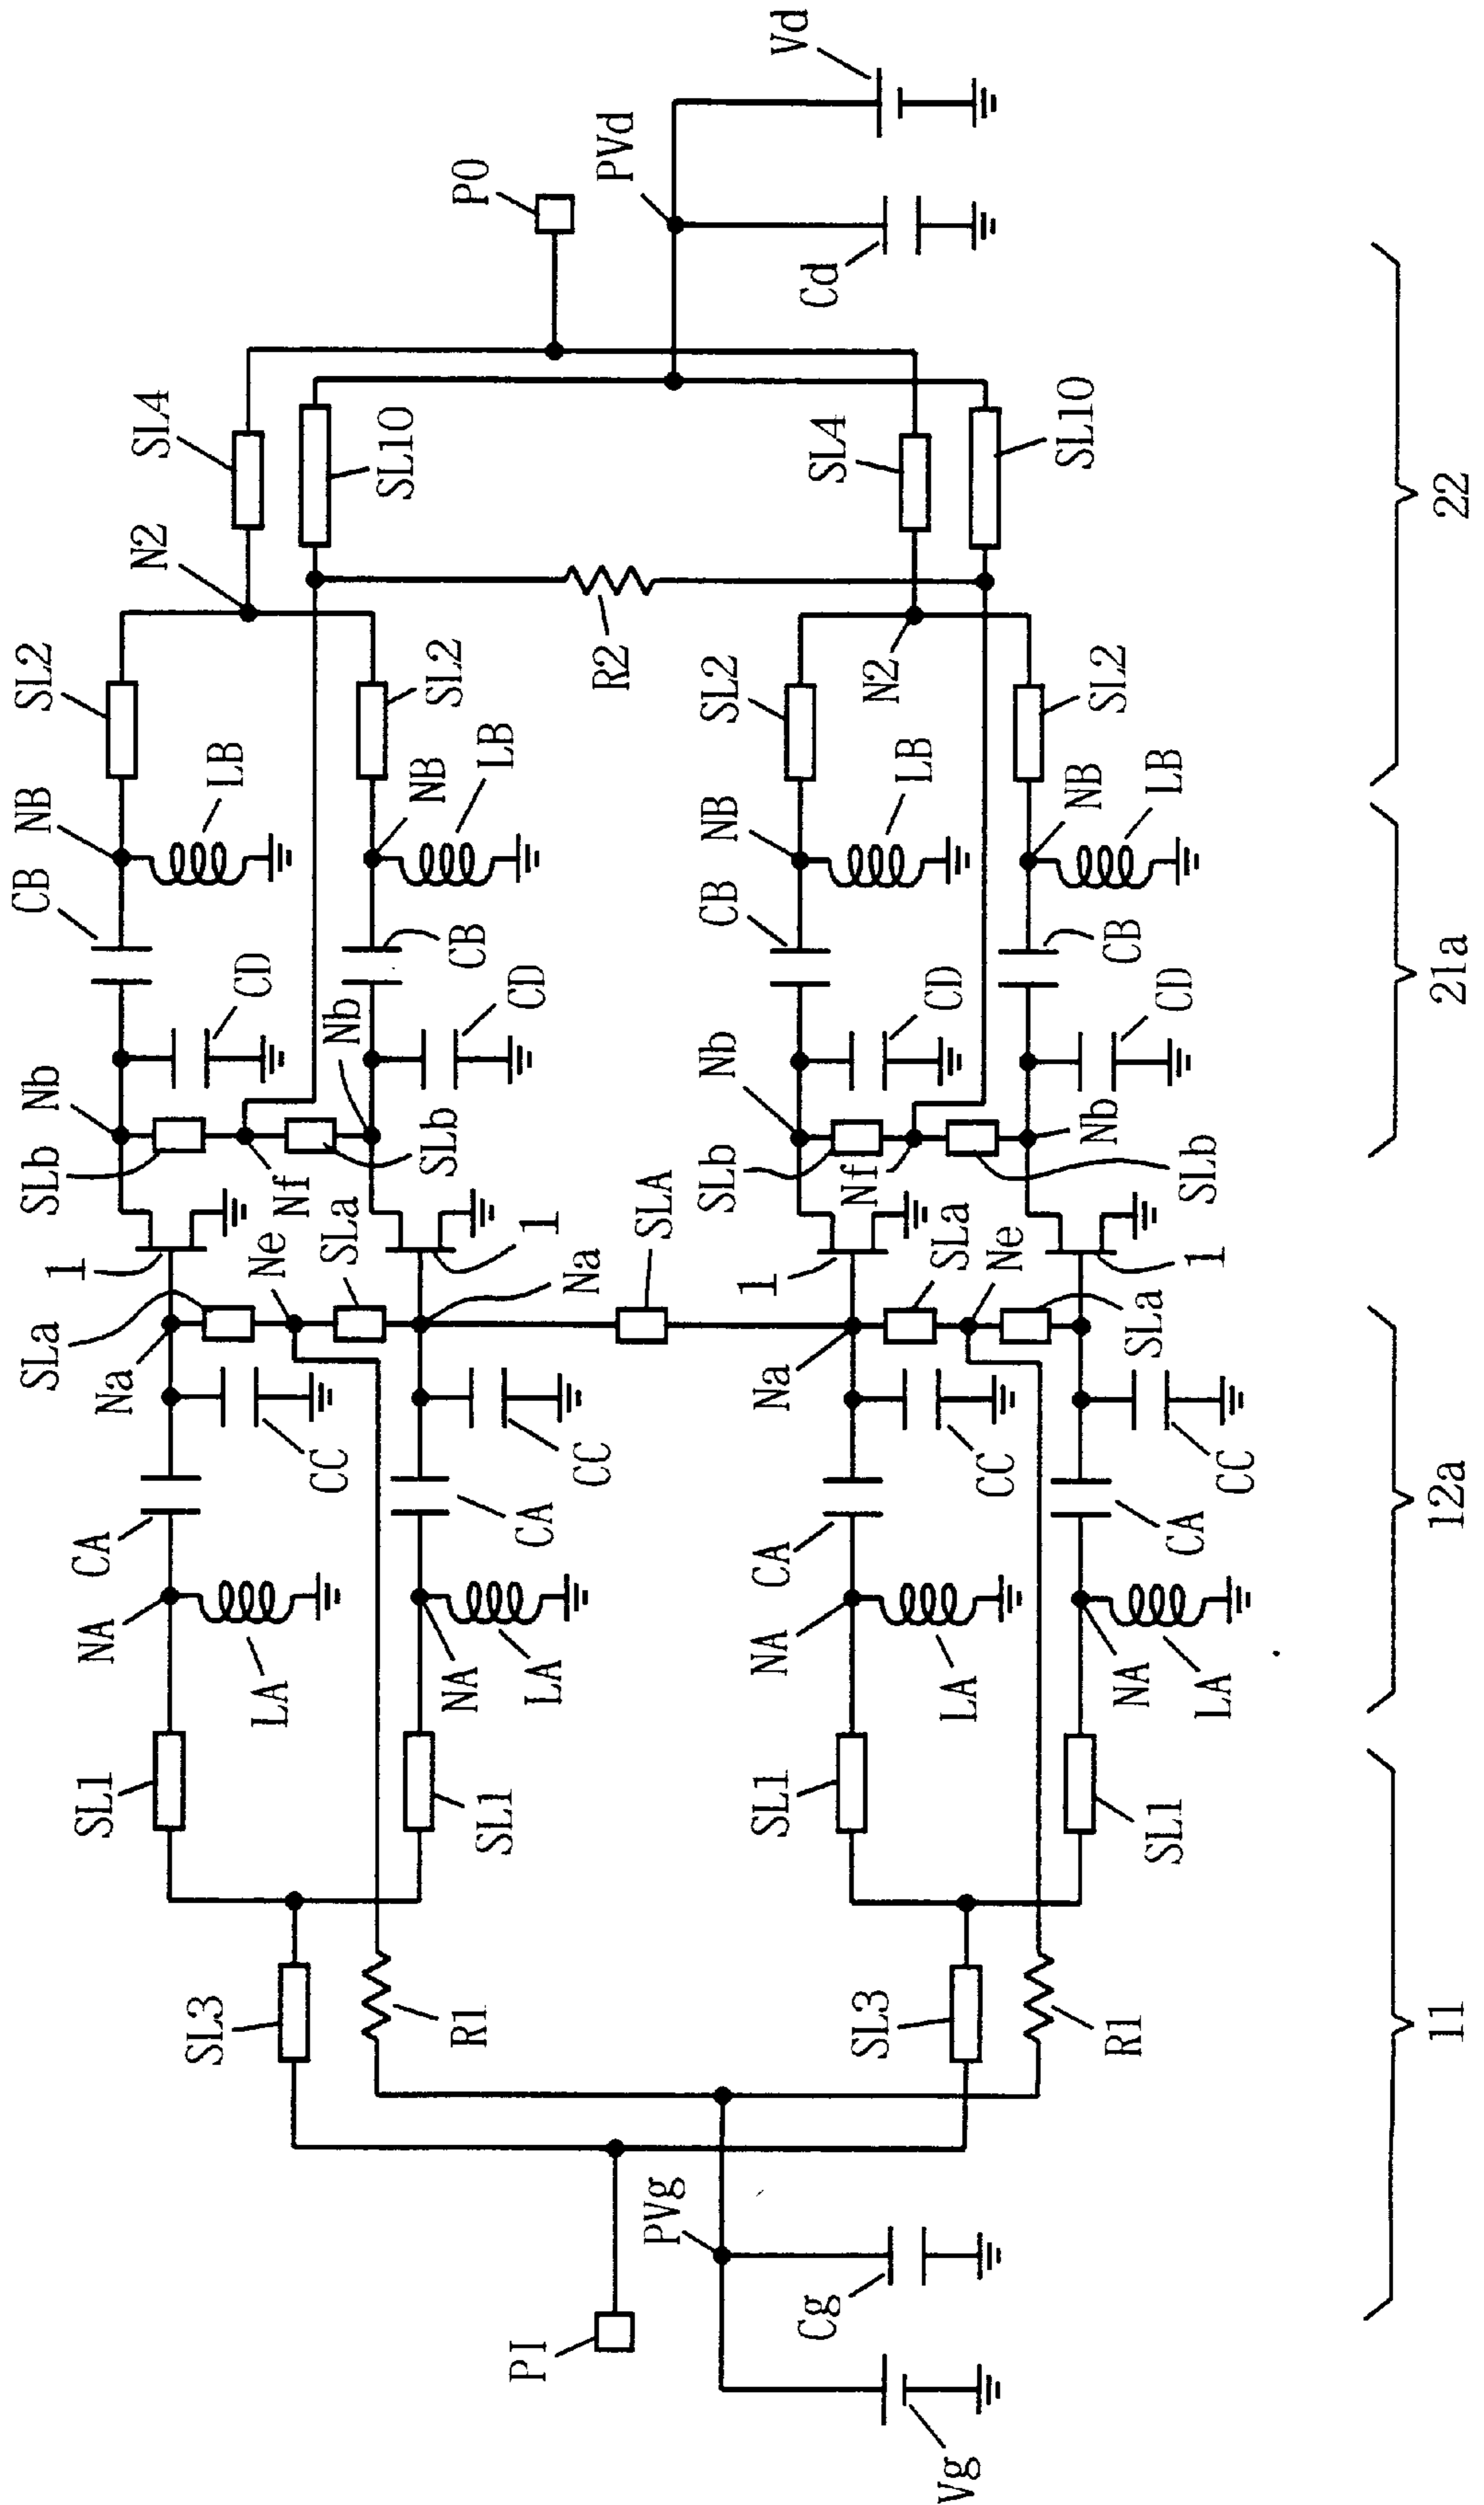 Vd
PO
PVd
Cd
SL4
SL10
SL4
SL10
22
N2
R2
SL2
SL2
SL2
N2
SL2
NB
LB
NB
LB
NB
LB
NB
LB
CB
CD
CB
CD
CB
CD
CB
CD
21a
Nb
Nb
Nb
Nb
SLb
Nf
SLb
SLb
Nf
SLb
1
Ne
SLa
1
SLA
1
SLa
Ne
1
SLa
Na
Na
Na
SLa
CC
CC
CC
CC
12a
CA
CA
CA
CA
NA
LA
NA
LA
NA
LA
NA
LA
SL1
SL1
SL1
SL1
SL3
R1
SL3
R1
11
PI
PVg
Cg
Vg